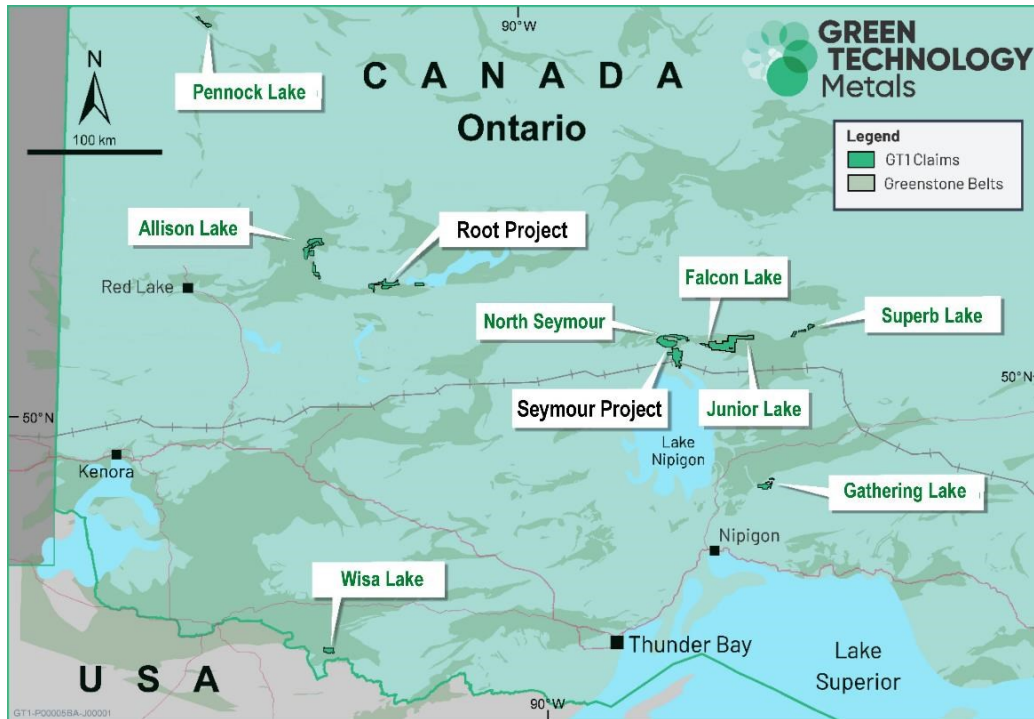 90°W
GREEN
TECHNOLOGY
Metals
N
Pennock Lake
CANADA
Ontario
100 km
Legend
GT1 Claims
Greenstone Belts
Allison Lake
Root Project
Red Lake
Falcon Lake
North Seymour
Superb Lake
50°N
50°N
Seymour Project
Junior Lake
Lake
Nipigon
Kenora
Gathering Lake
Nipigon
Wisa Lake
Thunder Bay
Lake
Superior
USA
90°W
GT1-P00005BA-J00001